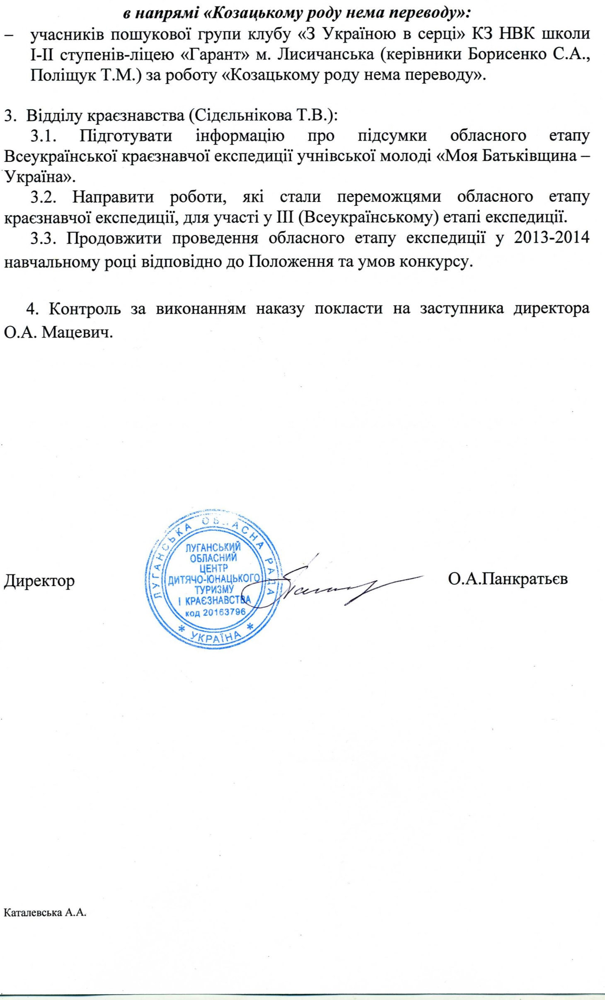 в напрямі «Козацькому роду нема переводу»:
– учасників пошукової групи клубу «З Україною в серці» КЗ НВК школи
І-ІІ ступенів-ліцею «Гарант» м. Лисичанська (керівники Борисенко С.А.,
Поліщук Т.М.) за роботу «Козацькому роду нема переводу».
3. Відділу краєзнавства (Сідєльнікова Т.В.):
3.1. Підготувати інформацію про підсумки обласного етапу
Всеукраїнської краєзнавчої експедиції учнівської молоді «Моя Батьківщина –
Україна».
3.2. Направити роботи, які стали переможцями обласного етапу
краєзнавчої експедиції, для участі у ІІІ (Всеукраїнському) етапі експедиції.
3.3. Продовжити проведення обласного етапу експедиції у 2013-2014
навчальному році відповідно до Положення та умов конкурсу.
4. Контроль за виконанням наказу покласти на заступника директора
О.А. Мацевич.
Директор
ЛУГАНСЬКА ОБЛАСНА РАДА
ЛУГАНСЬКИЙ
ОБЛАСНИЙ
ЦЕНТР
ДИТЯЧО-ЮНАЦЬКОГО
ТУРИЗМУ
І КРАЄЗНАВСТВА
код 20163796
* УКРАЇНА *
О.А.Панкратьєв
Каталевська А.А.